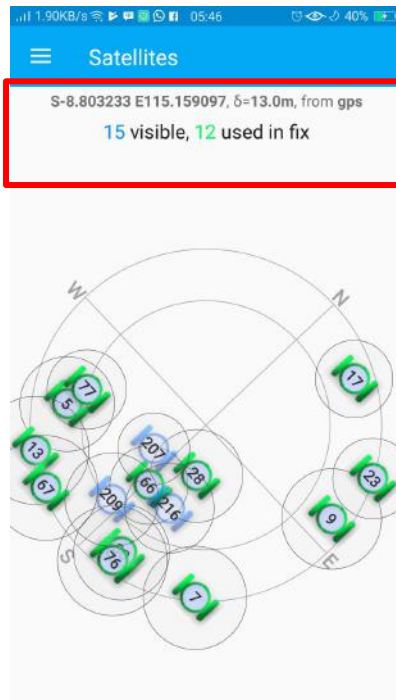 1.90KB/s 05:46 40%
Satellites
S-8.803233 E115.159097, δ=13.0m, from gps
15 visible, 12 used in fix
W
N
77
17
5
13
207
67
66
28
23
209
216
9
S
76
E
7